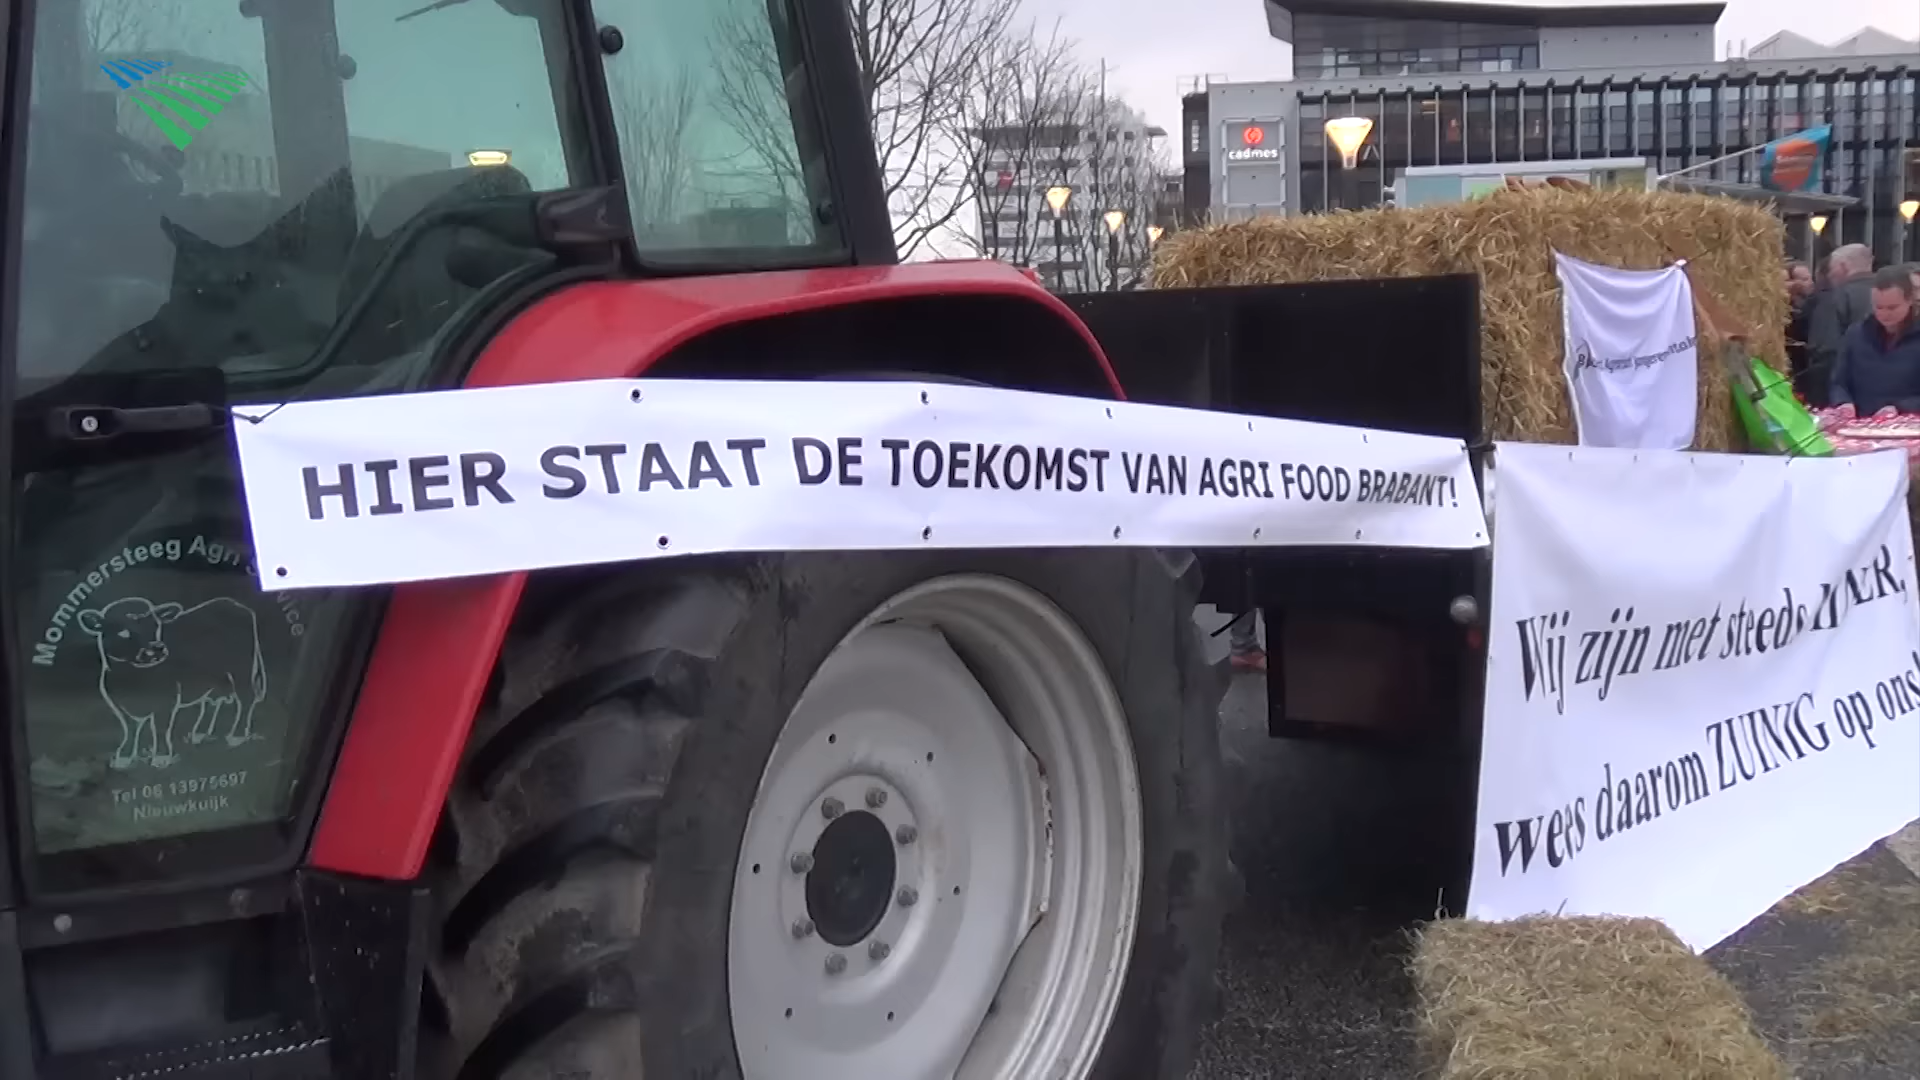 cadmes
HIER STAAT DE TOEKOMST VAN AGRI FOOD BRABANT!
Wij zijn met steeds
wees daarom ZUINIG op ons!
Mommersteeg Agri Service
Tel 06 13975697
Nieuwkuijk